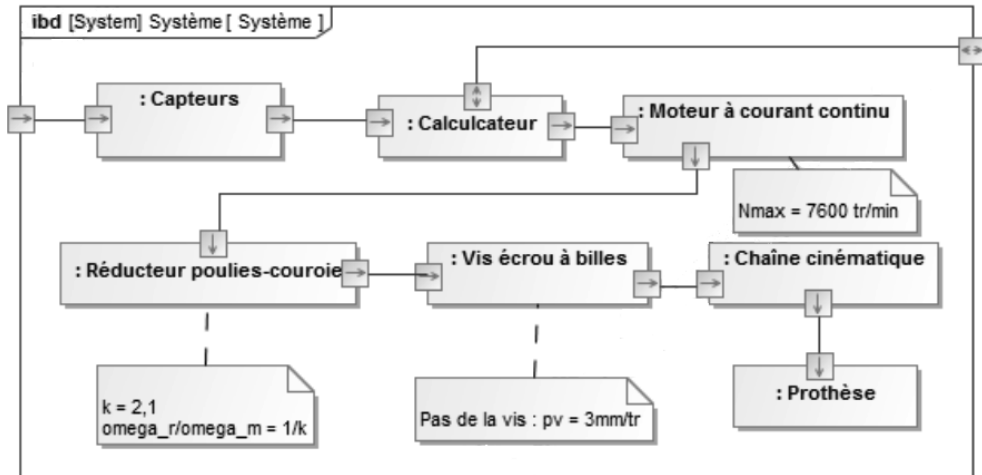 ibd [System] Système [ Système ]
: Capteurs
: Calculcateur
: Moteur à courant continu
Nmax = 7600 tr/min
: Réducteur poulies-couroie
: Vis écrou à billes
: Chaîne cinématique
k = 2,1
omega_r/omega_m = 1/k
Pas de la vis : pv = 3mm/tr
: Prothèse